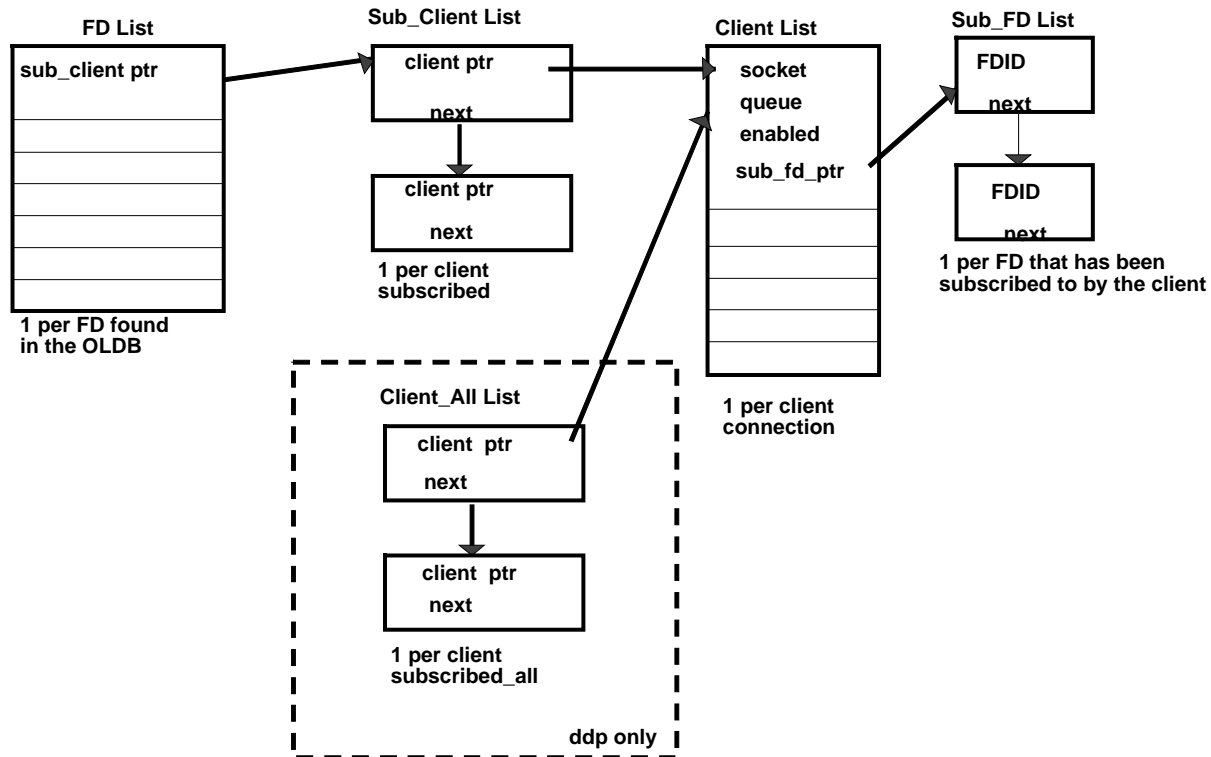 FD List
sub_client ptr
1 per FD found
in the OLDB
Sub_Client List
client ptr
next
client ptr
next
1 per client
subscribed
Client List
socket
queue
enabled
sub_fd_ptr
1 per client
connection
Sub_FD List
FDID
next
FDID
next
1 per FD that has been
subscribed to by the client
Client_All List
client ptr
next
client ptr
next
1 per client
subscribed_all
ddp only